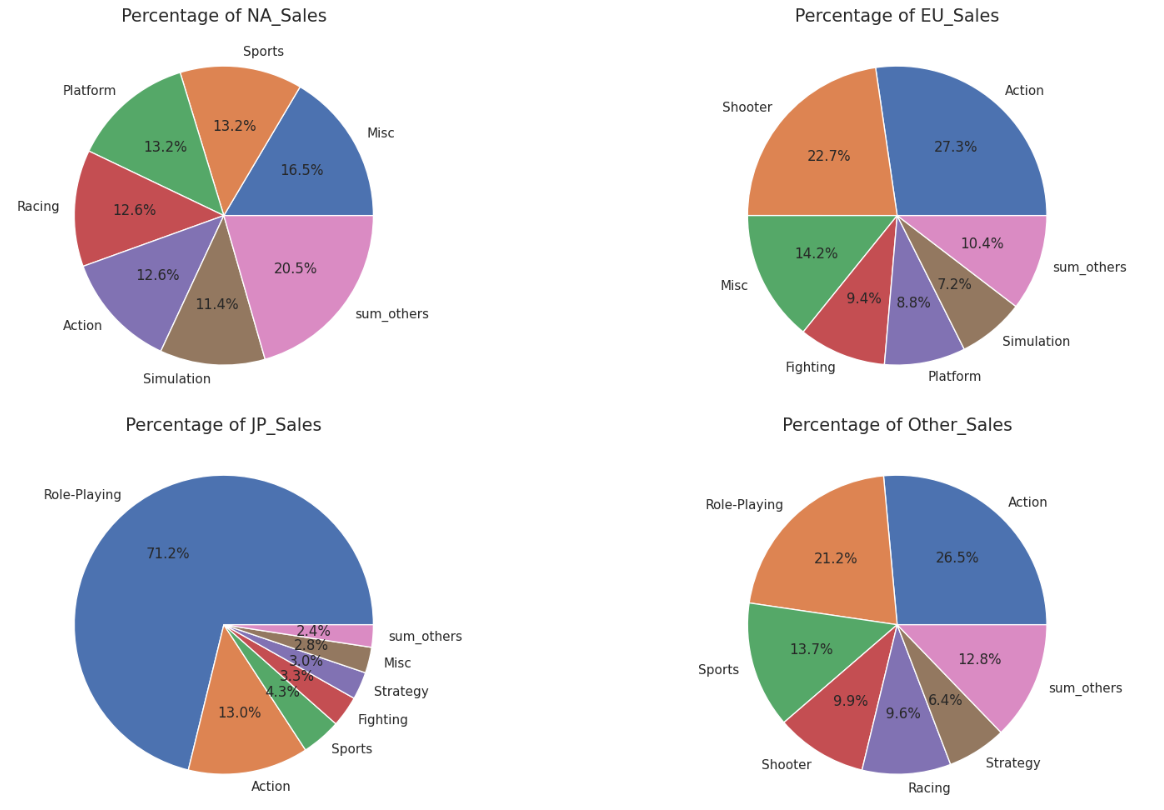 Percentage of NA_Sales
Sports
Platform
Misc
Racing
Action
Simulation
sum_others
13.2%
13.2%
16.5%
12.6%
12.6%
11.4%
20.5%
Percentage of EU_Sales
Action
Shooter
Misc
Fighting
Platform
Simulation
sum_others
27.3%
22.7%
14.2%
9.4%
8.8%
7.2%
10.4%
Percentage of JP_Sales
Role-Playing
71.2%
Action
13.0%
Sports
4.3%
Fighting
3.3%
Strategy
3.0%
Misc
2.8%
sum_others
2.4%
Percentage of Other_Sales
Action
26.5%
Role-Playing
21.2%
Sports
13.7%
Shooter
9.9%
Racing
9.6%
Strategy
6.4%
sum_others
12.8%